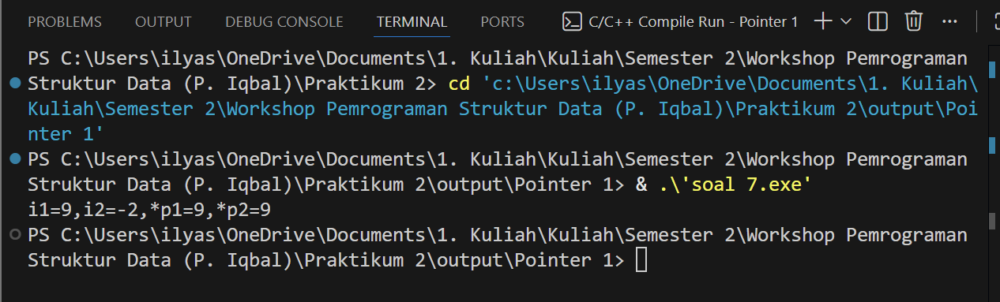 PROBLEMS OUTPUT DEBUG CONSOLE TERMINAL PORTS C/C++ Compile Run - Pointer 1
PS C:\Users\ilyas\OneDrive\Documents\1. Kuliah\Kuliah\Semester 2\Workshop Pemrograman
Struktur Data (P. Iqbal)\Praktikum 2> cd 'c:\Users\ilyas\OneDrive\Documents\1. Kuliah\
Kuliah\Semester 2\Workshop Pemrograman Struktur Data (P. Iqbal)\Praktikum 2\output\Poi
nter 1'
PS C:\Users\ilyas\OneDrive\Documents\1. Kuliah\Kuliah\Semester 2\Workshop Pemrograman
Struktur Data (P. Iqbal)\Praktikum 2\output\Pointer 1> & .\'soal 7.exe'
i1=9,i2=-2,*p1=9,*p2=9
PS C:\Users\ilyas\OneDrive\Documents\1. Kuliah\Kuliah\Semester 2\Workshop Pemrograman
Struktur Data (P. Iqbal)\Praktikum 2\output\Pointer 1>